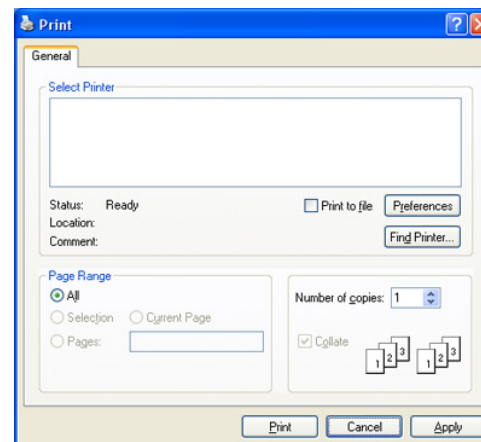 Print
General
Select Printer
Status: Ready
Location:
Comment:
Print to file
Preferences
Find Printer...
Page Range
All
Selection Current Page
Pages:
Number of copies: 1
Collate
1 2 3 1 2 3
Print Cancel Apply